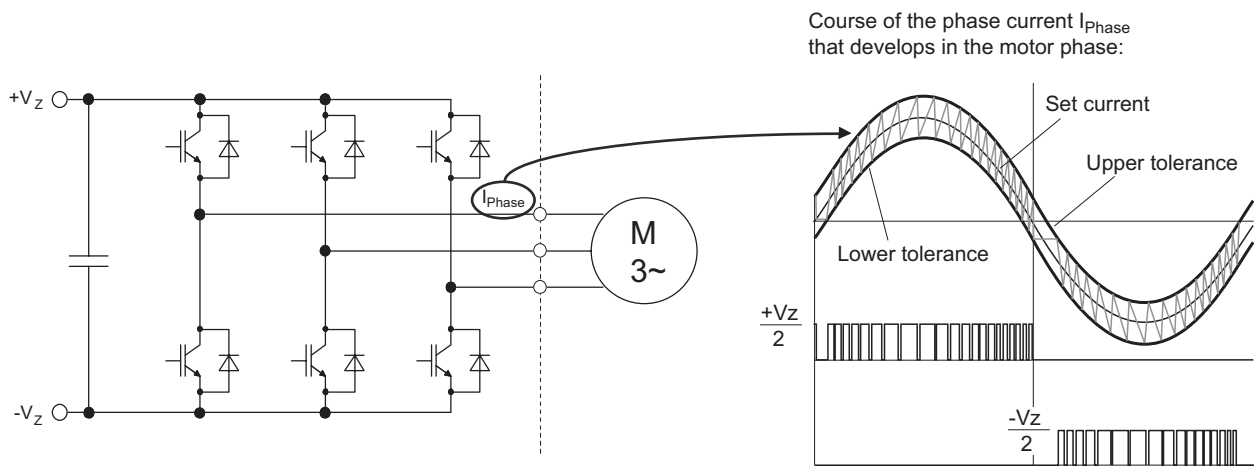 Course of the phase current I_Phase
that develops in the motor phase:
+V_Z
Set current
Upper tolerance
I_Phase
M
3~
Lower tolerance
+Vz
2
-Vz
2
-V_Z